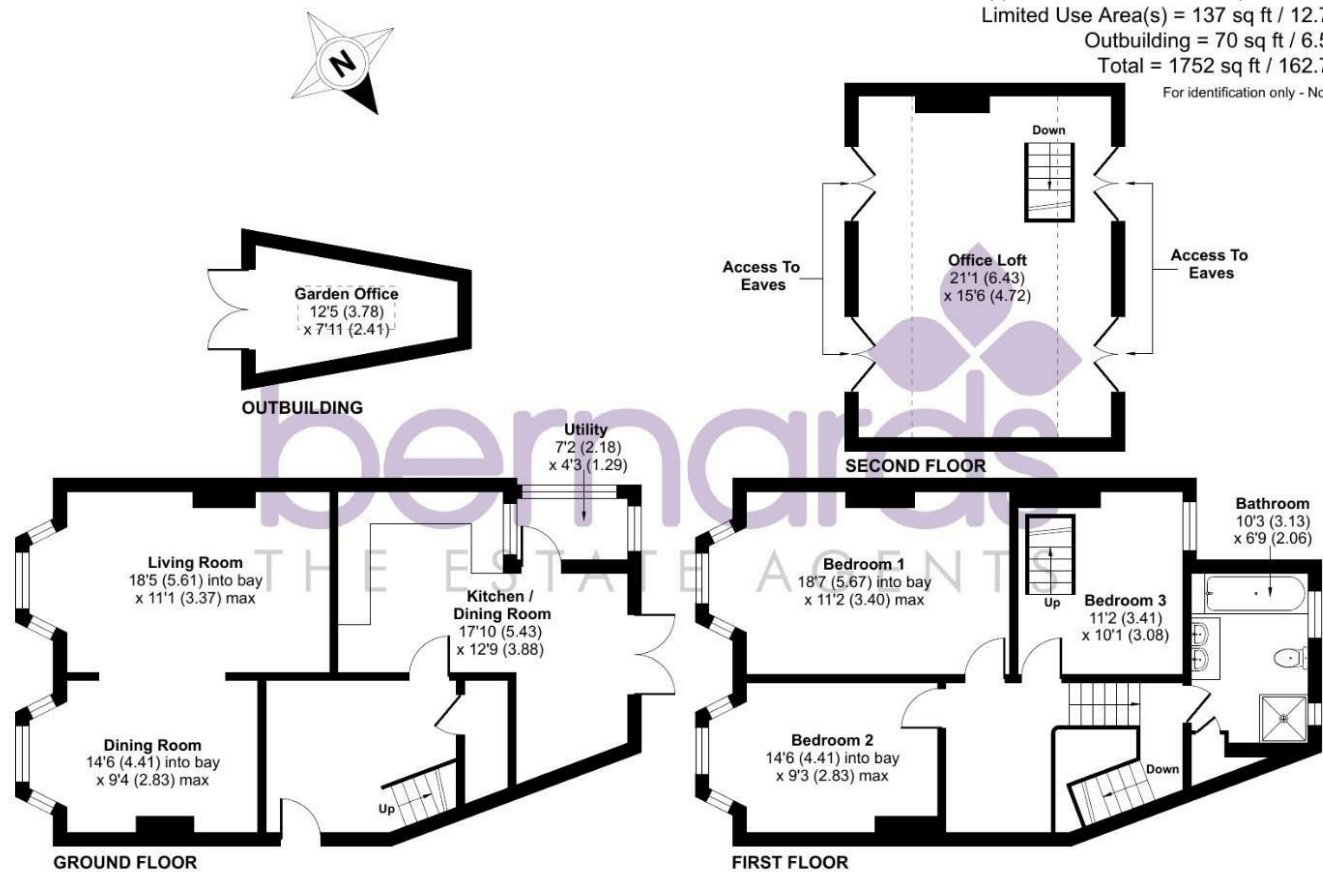 Limited Use Area(s) = 137 sq ft / 12.7
Outbuilding = 70 sq ft / 6.5
Total = 1752 sq ft / 162.7
For identification only - No
N
Down
Access To
Eaves
Office Loft
21'1 (6.43)
x 15'6 (4.72)
Access To
Eaves
SECOND FLOOR
Garden Office
12'5 (3.78)
x 7'11 (2.41)
OUTBUILDING
bernards
THE ESTATE AGENTS
Utility
7'2 (2.18)
x 4'3 (1.29)
Living Room
18'5 (5.61) into bay
x 11'1 (3.37) max
Kitchen /
Dining Room
17'10 (5.43)
x 12'9 (3.88)
Dining Room
14'6 (4.41) into bay
x 9'4 (2.83) max
Up
GROUND FLOOR
Bedroom 1
18'7 (5.67) into bay
x 11'2 (3.40) max
Up
Bedroom 3
11'2 (3.41)
x 10'1 (3.08)
Bathroom
10'3 (3.13)
x 6'9 (2.06)
Bedroom 2
14'6 (4.41) into bay
x 9'3 (2.83) max
Down
FIRST FLOOR